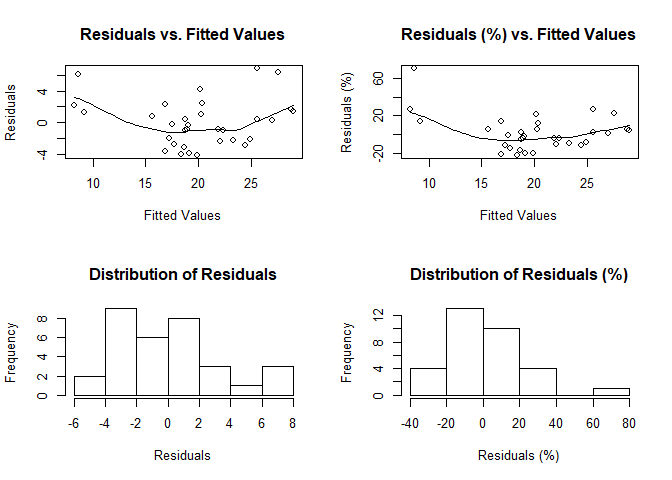 Residuals vs. Fitted Values
Residuals
4
0
-4
10 15 20 25
Fitted Values
Residuals (%) vs. Fitted Values
Residuals (%)
60
20
-20
10 15 20 25
Fitted Values
Distribution of Residuals
Frequency
8
6
4
2
0
-6 -4 -2 0 2 4 6 8
Residuals
Distribution of Residuals (%)
Frequency
12
8
4
0
-40 -20 0 20 40 60 80
Residuals (%)